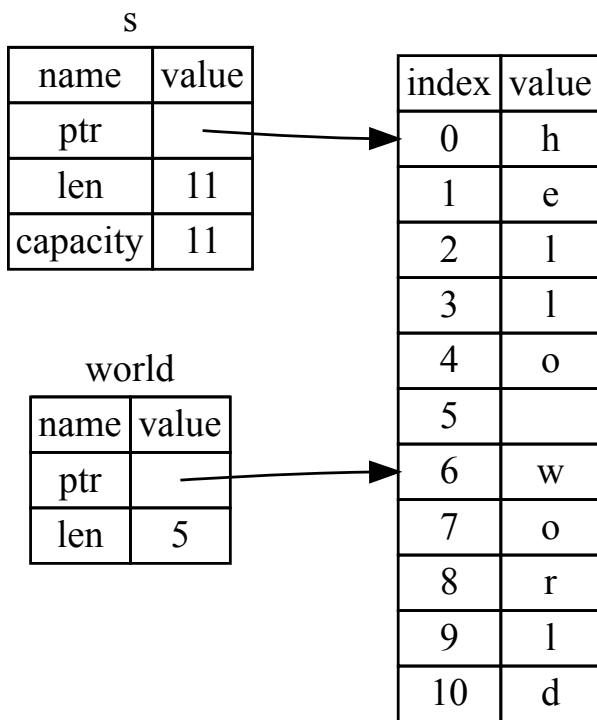 s
name value
ptr
len 11
capacity 11
world
name value
ptr
len 5
index value
0 h
1 e
2 l
3 l
4 o
5
6 w
7 o
8 r
9 l
10 d